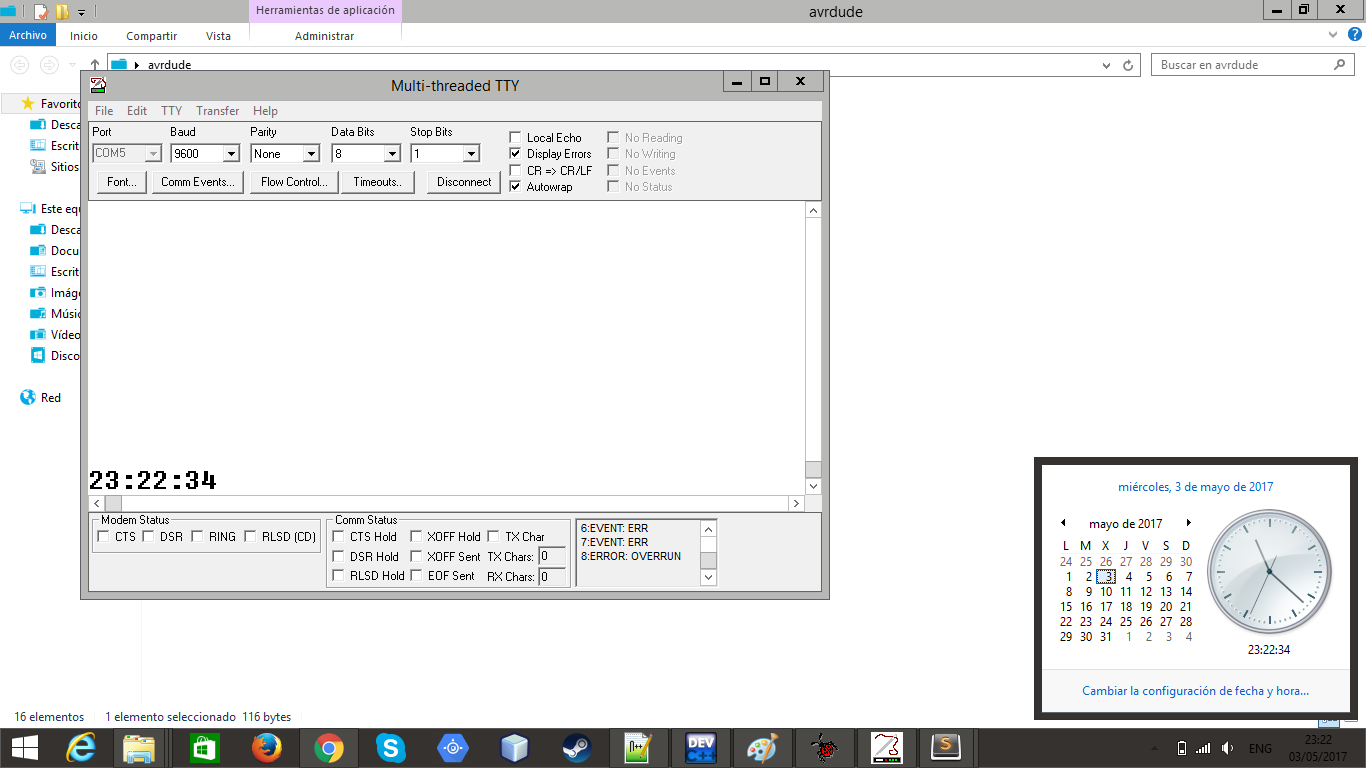 Herramientas de aplicación
avrdude
Archivo Inicio Compartir Vista Administrar
avrdude
Buscar en avrdude
Multi-threaded TTY
File Edit TTY Transfer Help
Port Baud Parity Data Bits Stop Bits
COM5 9600 None 8 1
Local Echo No Reading
Display Errors No Writing
CR => CR/LF No Events
Autowrap No Status
Font... Comm Events... Flow Control... Timeouts.. Disconnect
Favorito
Desca
Escrit
Sitios
Este equ
Desca
Docu
Escrit
Imáge
Músic
Vídeo
Disco
Red
23:22:34
Modem Status
CTS DSR RING RLSD (CD)
Comm Status
CTS Hold XOFF Hold TX Char
DSR Hold XOFF Sent TX Chars: 0
RLSD Hold EOF Sent RX Chars: 0
6:EVENT: ERR
7:EVENT: ERR
8:ERROR: OVERRUN
miércoles, 3 de mayo de 2017
mayo de 2017
L M X J V S D
24 25 26 27 28 29 30
1 2 3 4 5 6 7
8 9 10 11 12 13 14
15 16 17 18 19 20 21
22 23 24 25 26 27 28
29 30 31 1 2 3 4
23:22:34
Cambiar la configuración de fecha y hora...
16 elementos 1 elemento seleccionado 116 bytes
DEV C++
ENG
23:22
03/05/2017